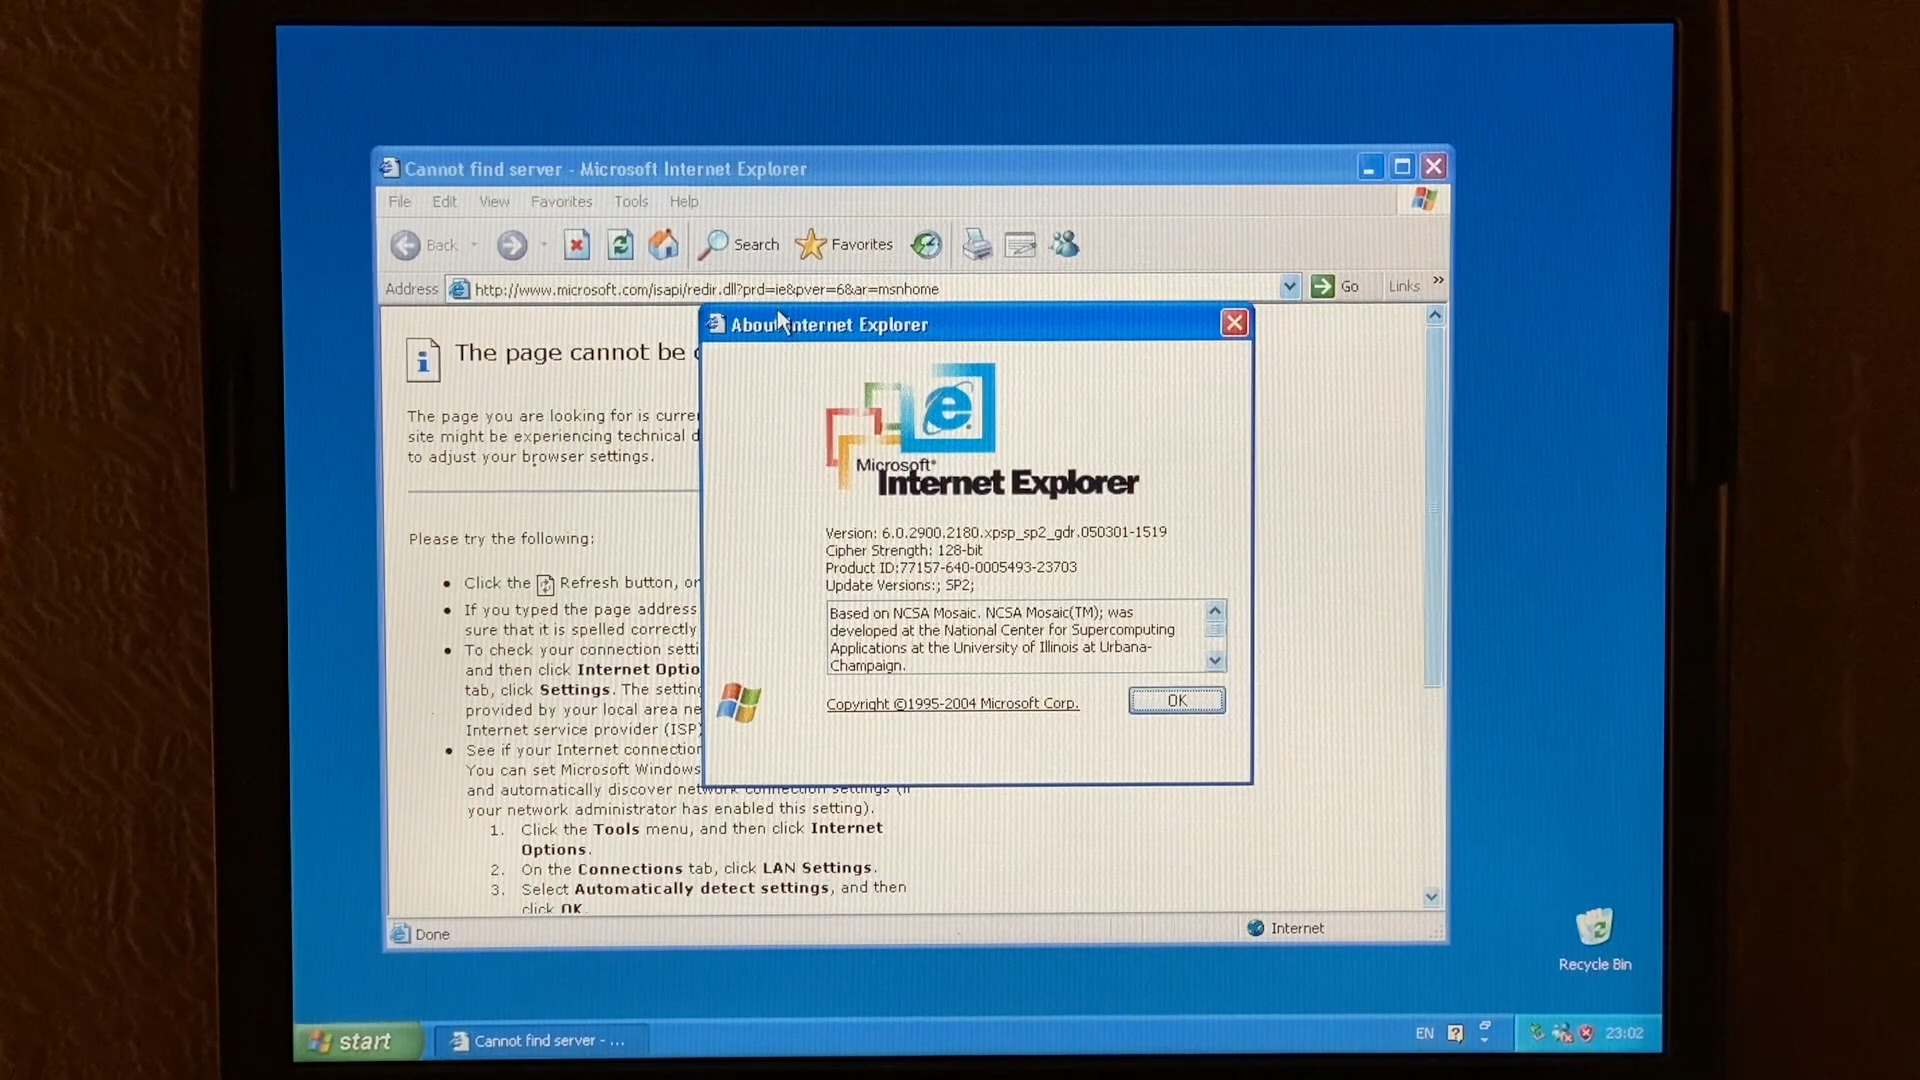 Cannot find server - Microsoft Internet Explorer
File Edit View Favorites Tools Help
Back Search Favorites
Address http://www.microsoft.com/isapi/redir.dll?prd=ie&pver=6&ar=msnhome Go Links »
About Internet Explorer
The page cannot be
The page you are looking for is curre
site might be experiencing technical d
to adjust your browser settings.
Please try the following:
• Click the Refresh button, or
• If you typed the page address
sure that it is spelled correctly
• To check your connection setti
and then click Internet Optio
tab, click Settings. The setting
provided by your local area ne
Internet service provider (ISP)
• See if your Internet connection
You can set Microsoft Windows
and automatically discover network connection settings (if
your network administrator has enabled this setting).
1. Click the Tools menu, and then click Internet
Options.
2. On the Connections tab, click LAN Settings.
3. Select Automatically detect settings, and then
click OK.
Microsoft®
Internet Explorer
Version: 6.0.2900.2180.xpsp_sp2_gdr.050301-1519
Cipher Strength: 128-bit
Product ID:77157-640-0005493-23703
Update Versions:; SP2;
Based on NCSA Mosaic. NCSA Mosaic(TM); was
developed at the National Center for Supercomputing
Applications at the University of Illinois at Urbana-
Champaign.
Copyright ©1995-2004 Microsoft Corp.
OK
Done Internet
Recycle Bin
start Cannot find server - ... EN 23:02